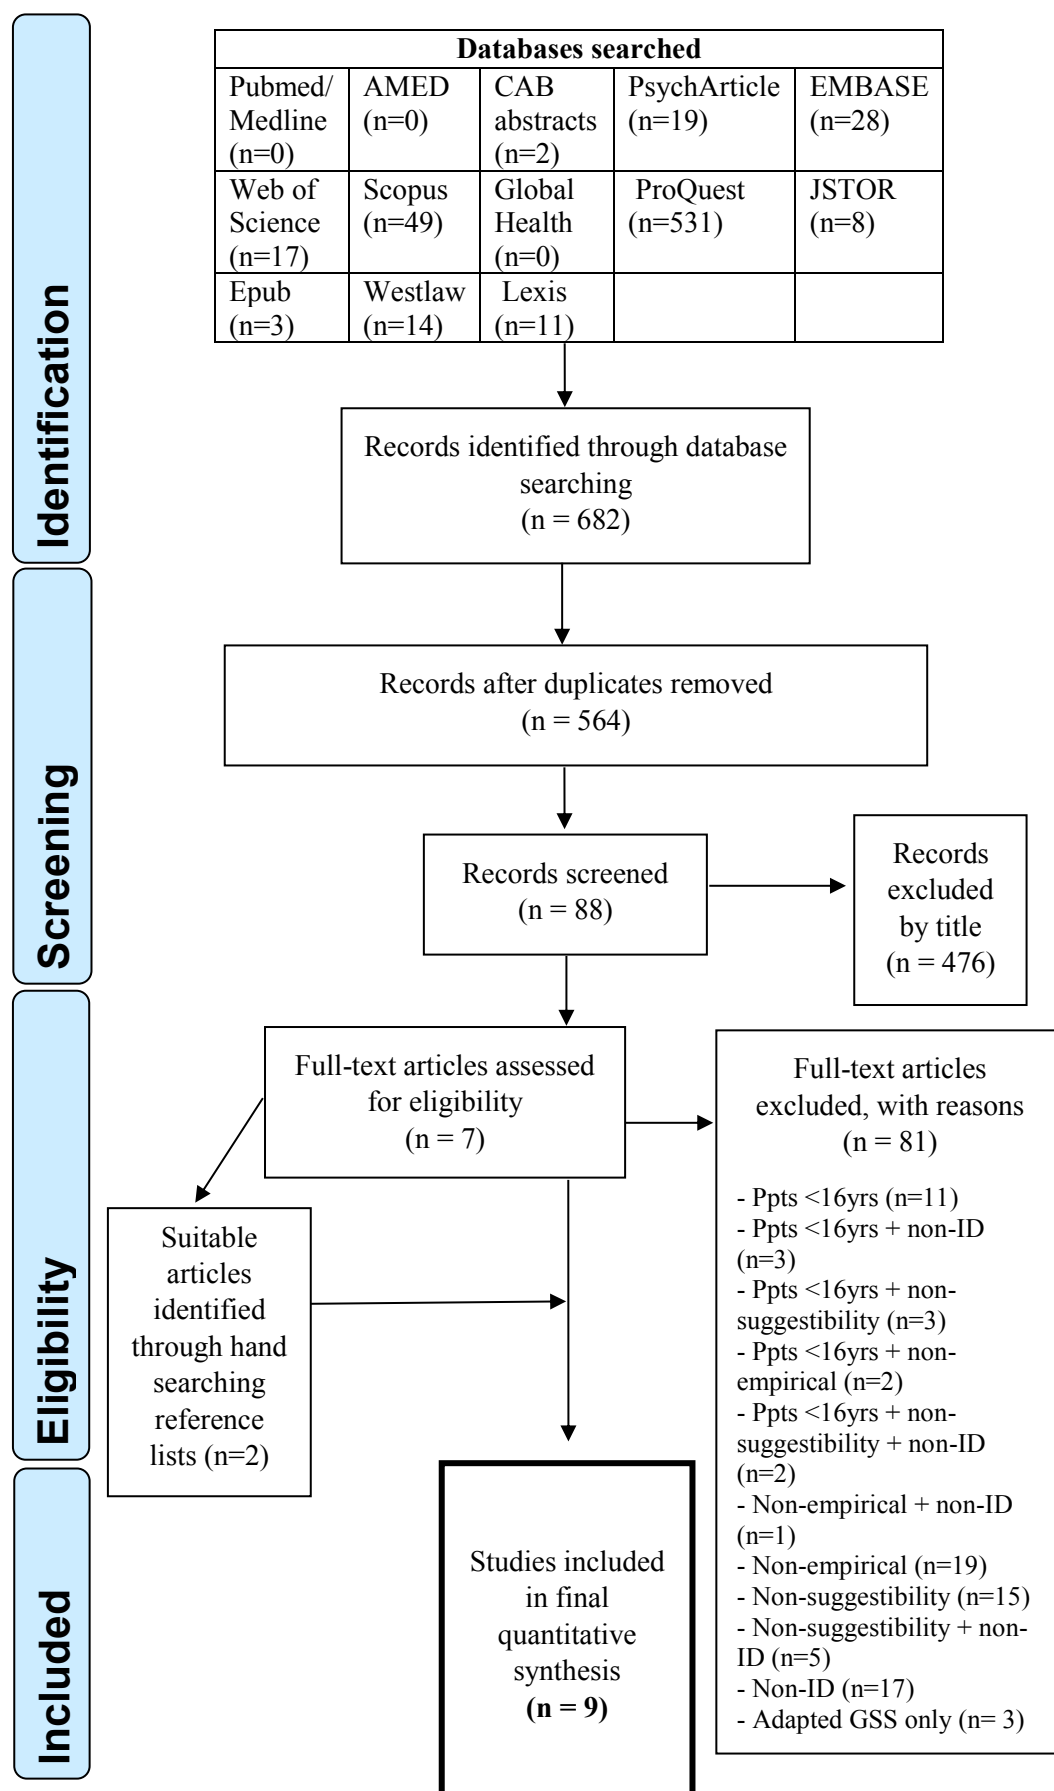 Databases searched
Pubmed/
Medline
(n=0)
AMED
(n=0)
CAB
abstracts
(n=2)
PsychArticle
(n=19)
EMBASE
(n=28)
Web of
Science
(n=17)
Scopus
(n=49)
Global
Health
(n=0)
ProQuest
(n=531)
JSTOR
(n=8)
Epub
(n=3)
Westlaw
(n=14)
Lexis
(n=11)
Identification
Records identified through database
searching
(n = 682)
Screening
Records after duplicates removed
(n = 564)
Records screened
(n = 88)
Records
excluded
by title
(n = 476)
Eligibility
Full-text articles assessed
for eligibility
(n = 7)
Full-text articles
excluded, with reasons
(n = 81)
- Ppts <16yrs (n=11)
- Ppts <16yrs + non-ID
(n=3)
- Ppts <16yrs + non-
suggestibility (n=3)
- Ppts <16yrs + non-
empirical (n=2)
- Ppts <16yrs + non-
suggestibility + non-ID
(n=2)
- Non-empirical + non-ID
(n=1)
- Non-empirical (n=19)
- Non-suggestibility (n=15)
- Non-suggestibility + non-
ID (n=5)
- Non-ID (n=17)
- Adapted GSS only (n= 3)
Suitable
articles
identified
through hand
searching
reference
lists (n=2)
Included
Studies included
in final
quantitative
synthesis
(n = 9)